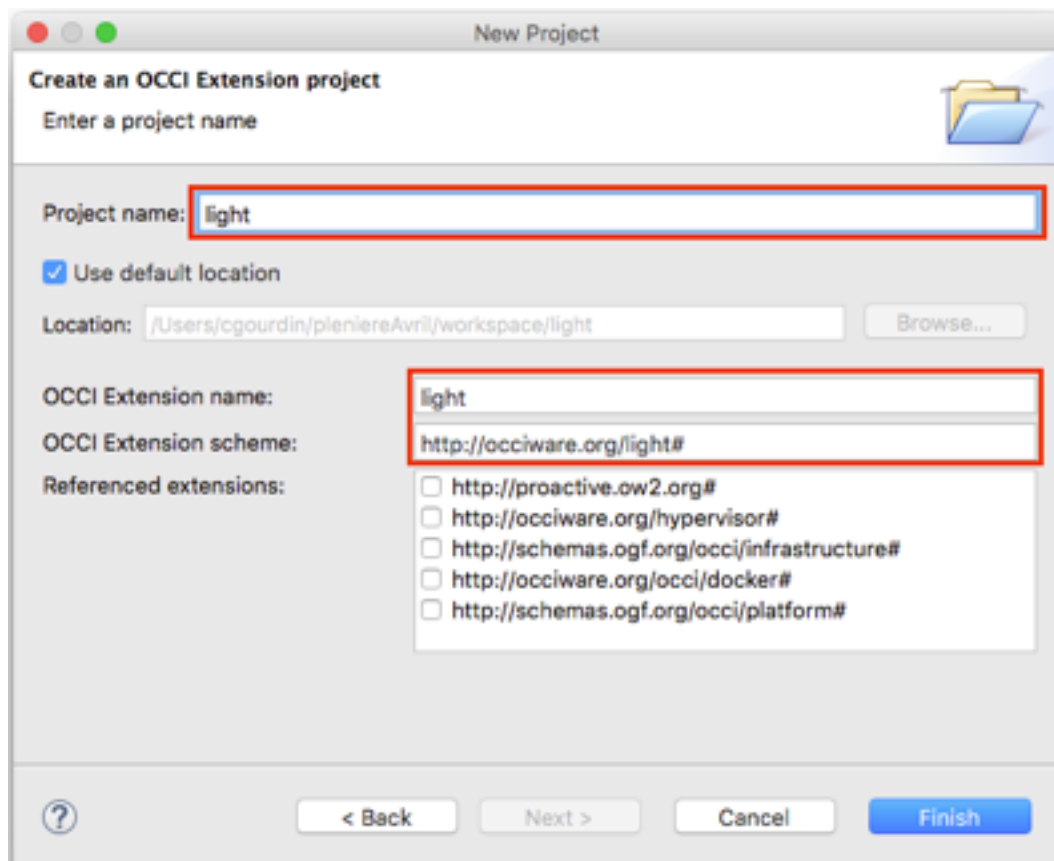 New Project
Create an OCCI Extension project
Enter a project name
Project name: light
Use default location
Location: /Users/cgourdin/pleniereAvril/workspace/light Browse...
OCCI Extension name: light
OCCI Extension scheme: http://occiware.org/light#
Referenced extensions: http://proactive.ow2.org#
http://occiware.org/hypervisor#
http://schemas.ogf.org/occi/infrastructure#
http://occiware.org/occi/docker#
http://schemas.ogf.org/occi/platform#
? < Back Next > Cancel Finish